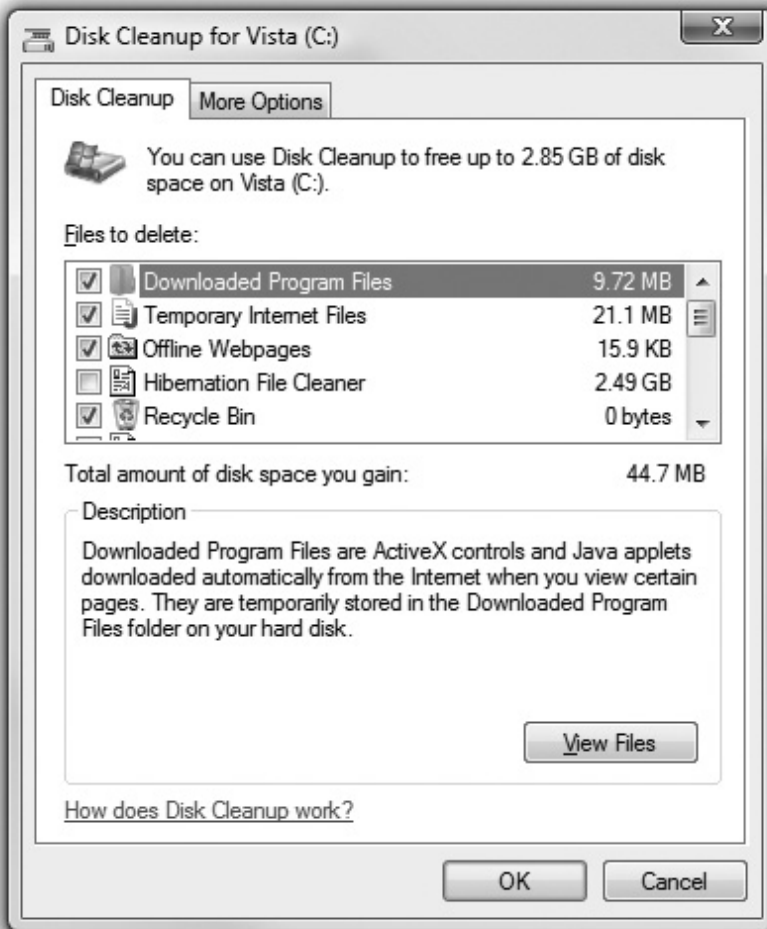 Disk Cleanup for Vista (C:)
Disk Cleanup
More Options
You can use Disk Cleanup to free up to 2.85 GB of disk
space on Vista (C:).
Files to delete:
Downloaded Program Files 9.72 MB
Temporary Internet Files 21.1 MB
Offline Webpages 15.9 KB
Hibernation File Cleaner 2.49 GB
Recycle Bin 0 bytes
Total amount of disk space you gain: 44.7 MB
Description
Downloaded Program Files are ActiveX controls and Java applets
downloaded automatically from the Internet when you view certain
pages. They are temporarily stored in the Downloaded Program
Files folder on your hard disk.
View Files
How does Disk Cleanup work?
OK
Cancel